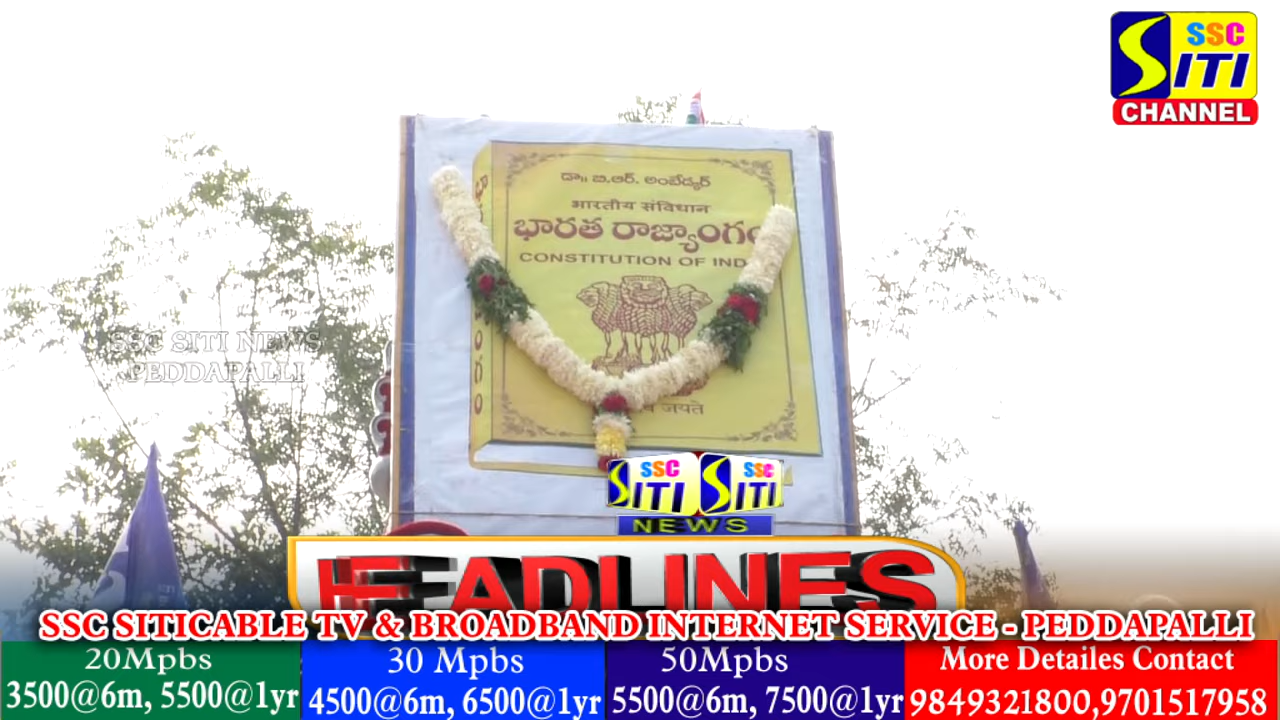 SSC
SITI
CHANNEL
డా॥ బి.ఆర్. అంబేద్కర్
भारतीय संविधान
భారత రాజ్యాంగం
CONSTITUTION OF IND
जयते
SSC SITI NEWS
PEDDAPALLI
SSC SSC
SITI SITI
NEWS
HEADLINES
SSC SITICABLE TV & BROADBAND INTERNET SERVICE - PEDDAPALLI
20Mpbs
3500@6m, 5500@1yr
30 Mpbs
4500@6m, 6500@1yr
50Mpbs
5500@6m, 7500@1yr
More Detailes Contact
9849321800,9701517958